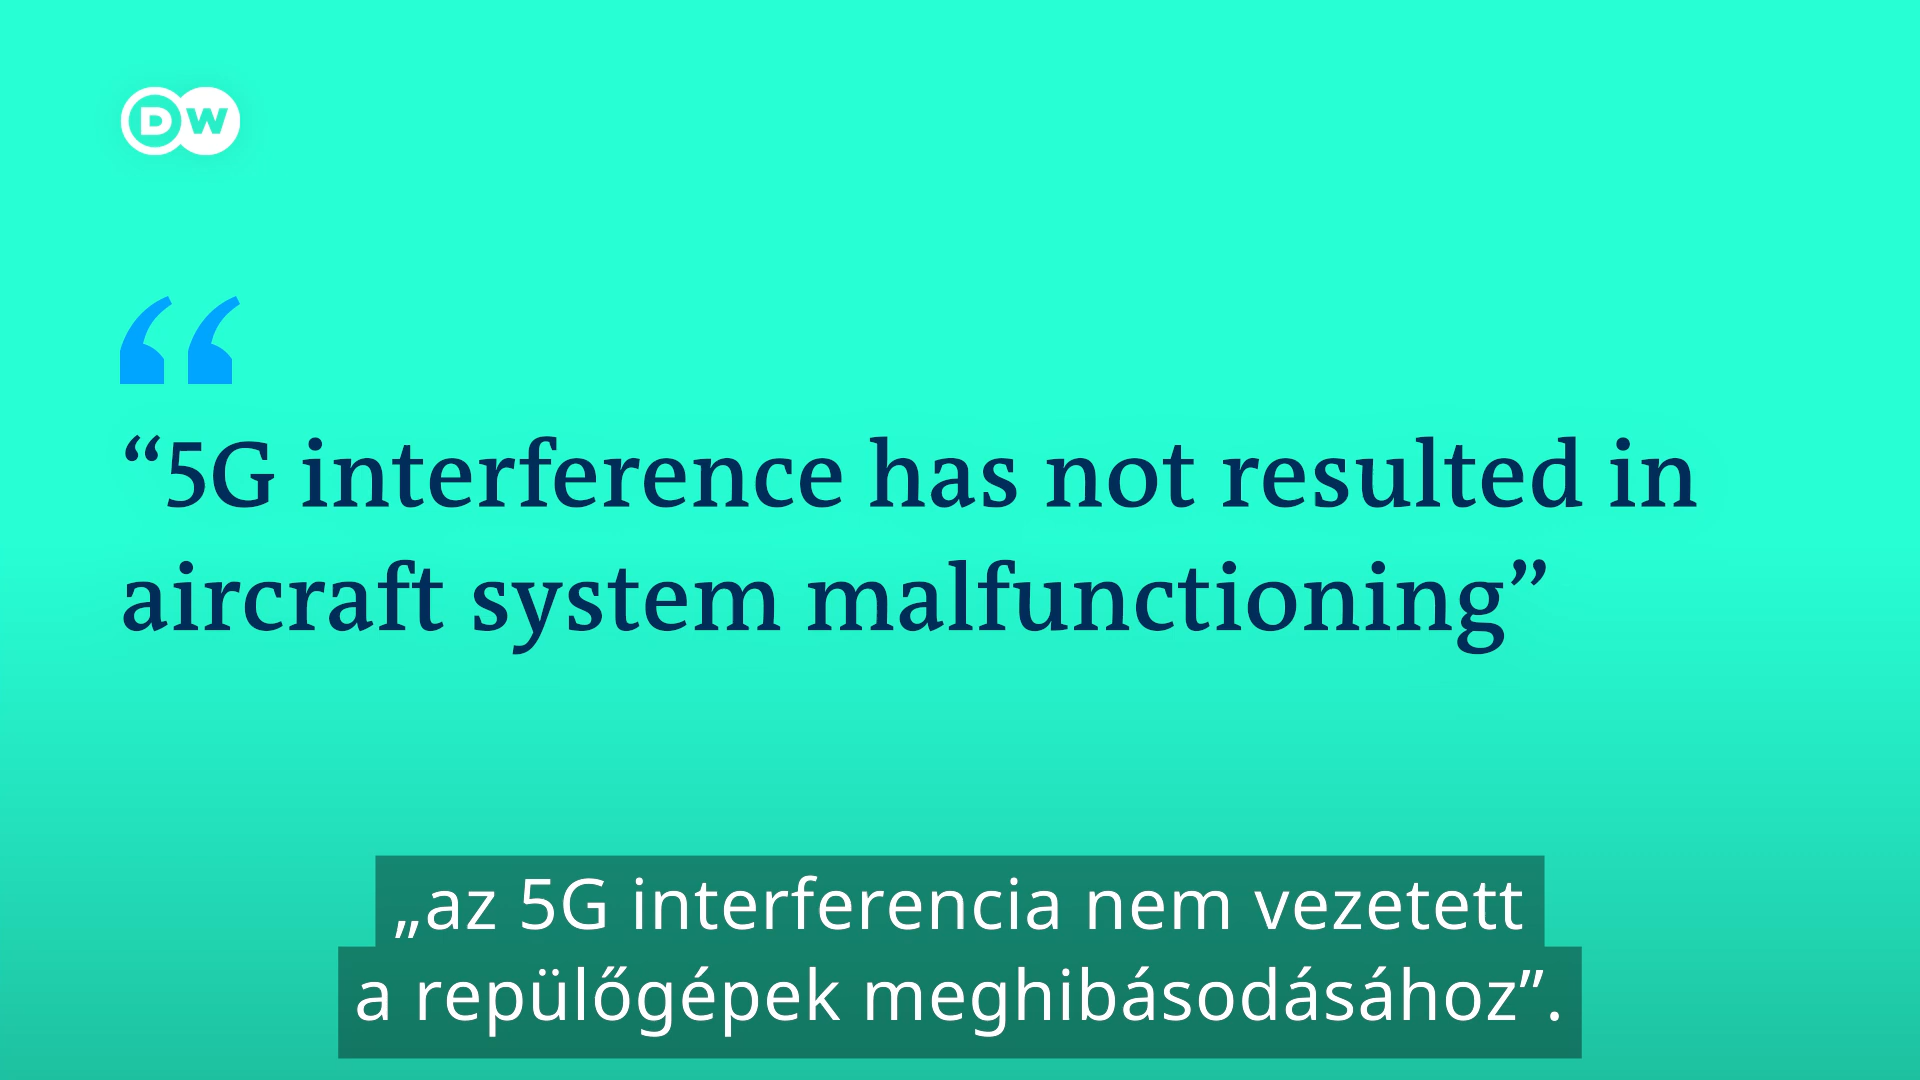 DW
“5G interference has not resulted in
aircraft system malfunctioning”
„az 5G interferencia nem vezetett
a repülőgépek meghibásodásához”.